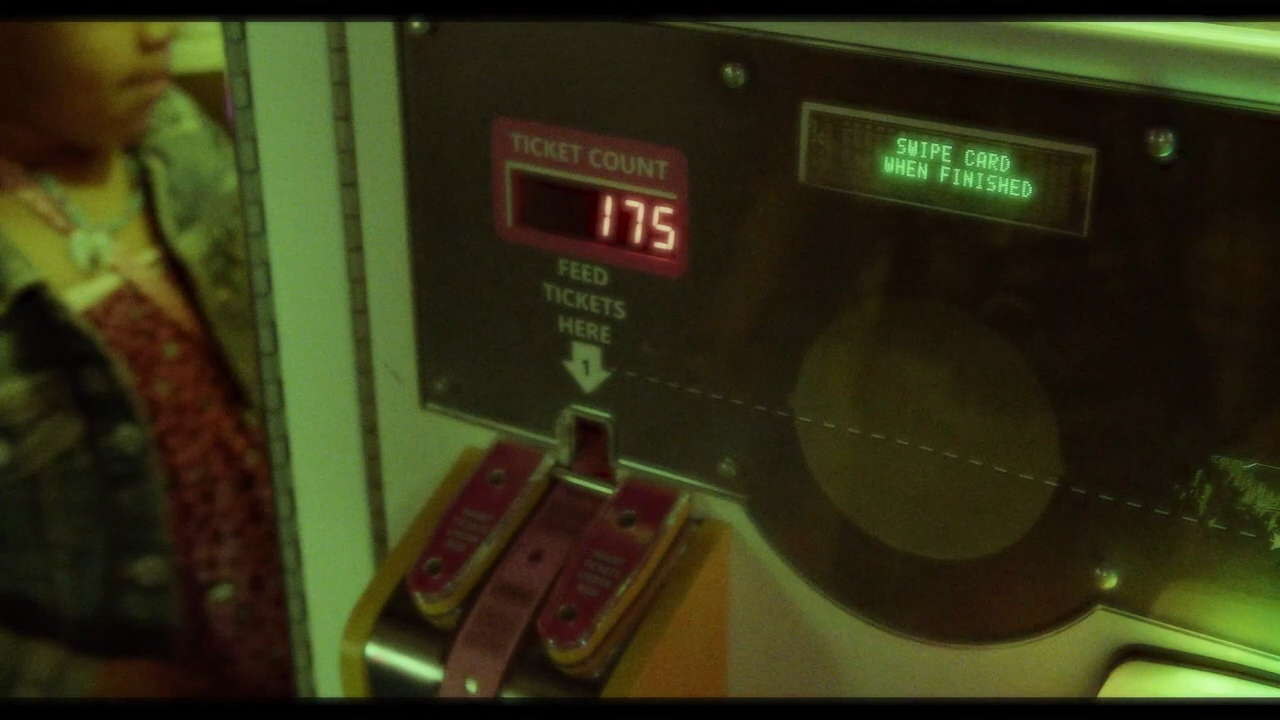 TICKET COUNT
175
FEED
TICKETS
HERE
1
SWIPE CARD
WHEN FINISHED